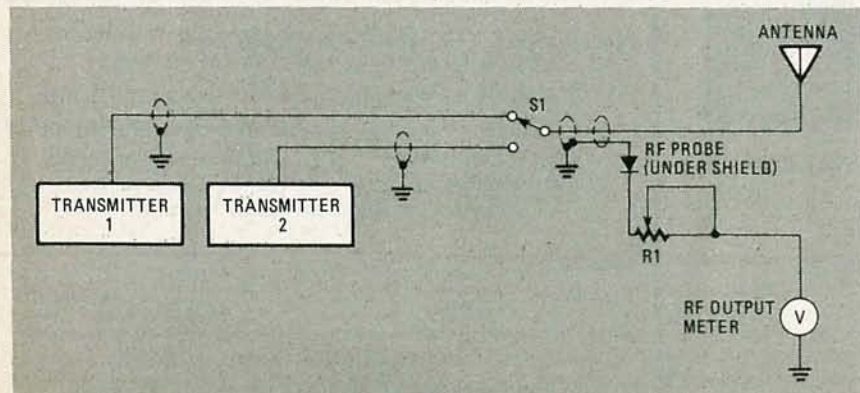 ANTENNA
S1
RF PROBE
(UNDER SHIELD)
TRANSMITTER
1
TRANSMITTER
2
R1
RF OUTPUT
METER
V